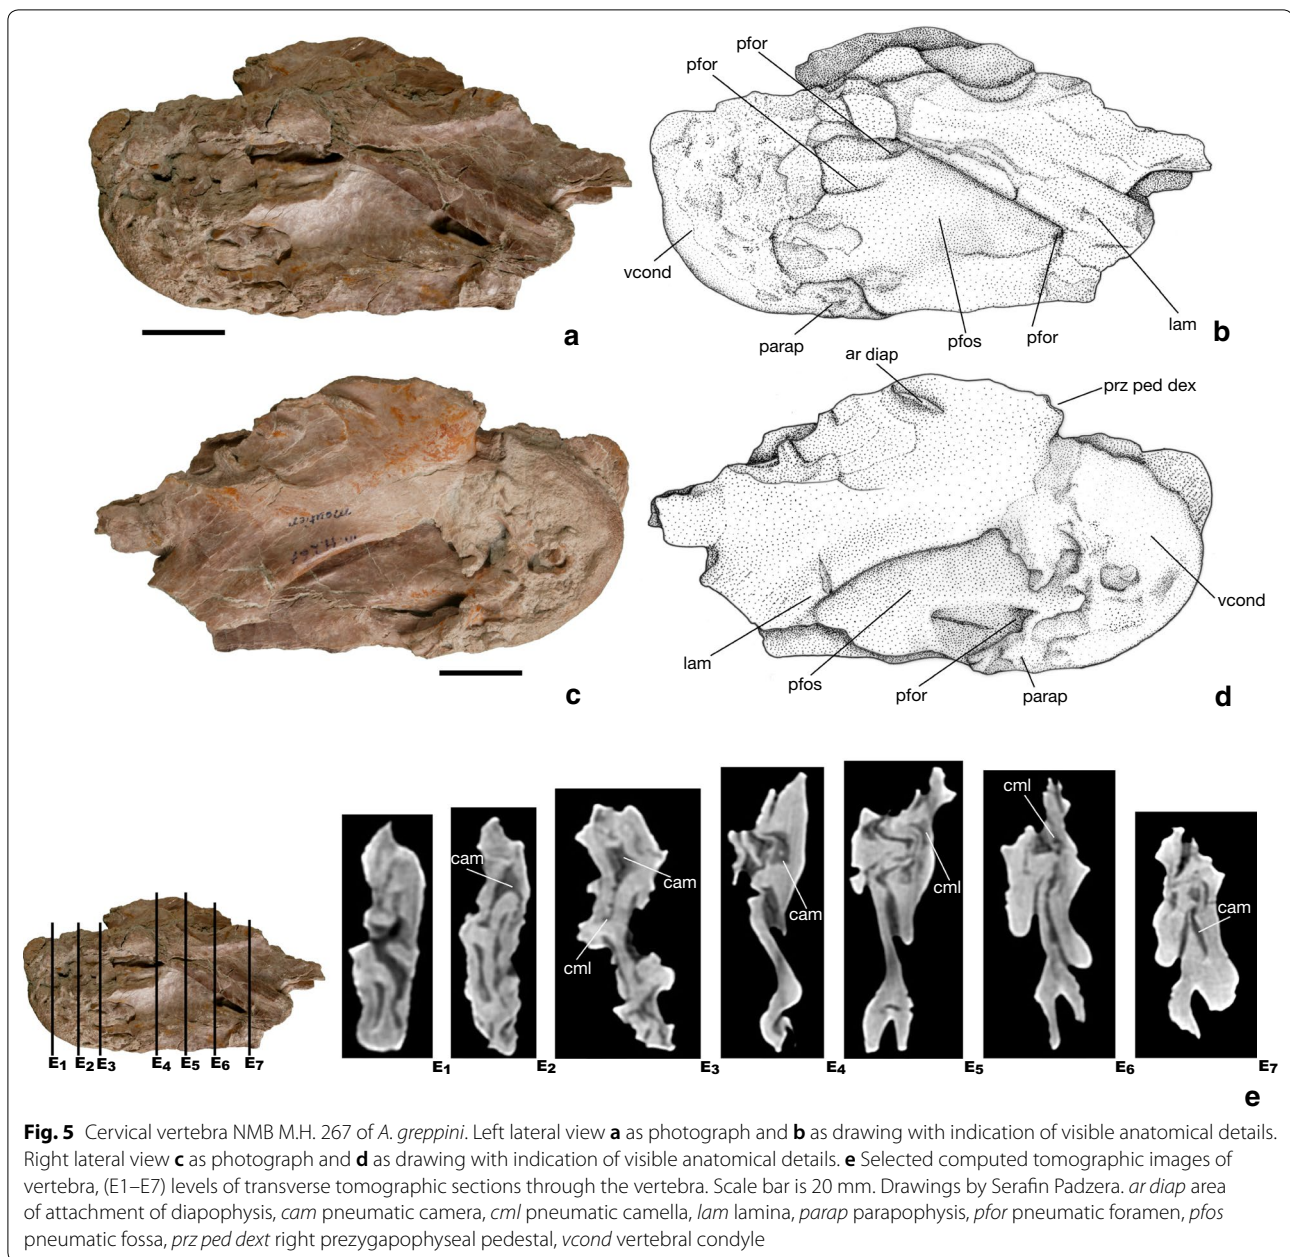 pfor
pfor
vcond
parap
pfos
pfor
lam
a
b
ar diap
prz ped dex
Moutier
M.H. 267
vcond
lam
pfos
pfor
parap
c
d
cam
cam
cml
cam
cml
cml
cam
E1 E2 E3 E4 E5 E6 E7
E1 E2 E3 E4 E5 E6 E7
e
Fig. 5 Cervical vertebra NMB M.H. 267 of A. greppini. Left lateral view a as photograph and b as drawing with indication of visible anatomical details.
Right lateral view c as photograph and d as drawing with indication of visible anatomical details. e Selected computed tomographic images of
vertebra, (E1–E7) levels of transverse tomographic sections through the vertebra. Scale bar is 20 mm. Drawings by Serafin Padzera. ar diap area
of attachment of diapophysis, cam pneumatic camera, cml pneumatic camella, lam lamina, parap parapophysis, pfor pneumatic foramen, pfos
pneumatic fossa, prz ped dext right prezygapophyseal pedestal, vcond vertebral condyle